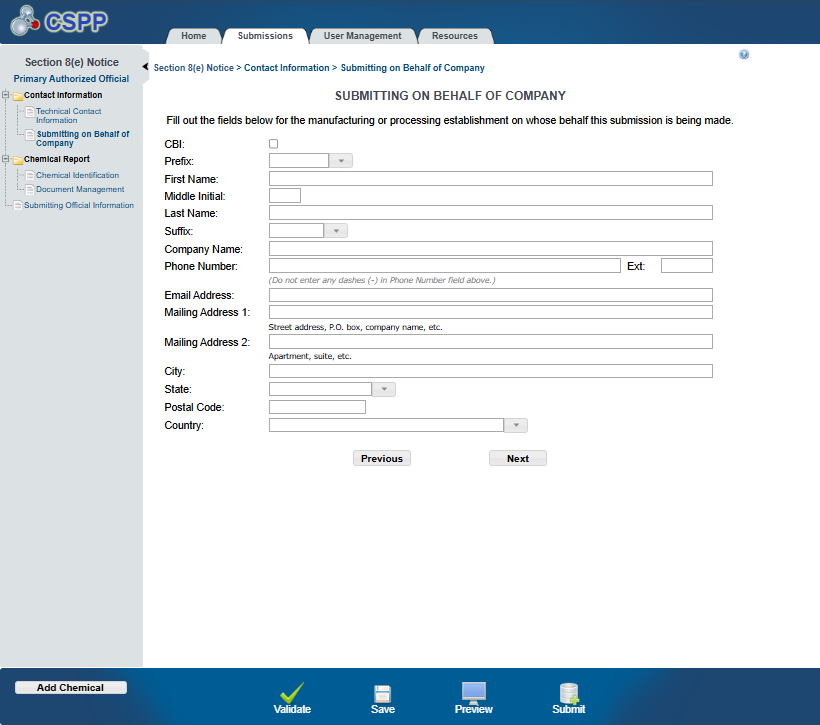 CSPP
Home
Submissions
User Management
Resources
Section 8(e) Notice
Primary Authorized Official
Contact Information
Technical Contact
Information
Submitting on Behalf of
Company
Chemical Report
Chemical Identification
Document Management
Submitting Official Information
Section 8(e) Notice > Contact Information > Submitting on Behalf of Company
?
SUBMITTING ON BEHALF OF COMPANY
Fill out the fields below for the manufacturing or processing establishment on whose behalf this submission is being made.
CBI:
Prefix:
First Name:
Middle Initial:
Last Name:
Suffix:
Company Name:
Phone Number:
Ext:
(Do not enter any dashes (-) in Phone Number field above.)
Email Address:
Mailing Address 1:
Street address, P.O. box, company name, etc.
Mailing Address 2:
Apartment, suite, etc.
City:
State:
Postal Code:
Country:
Previous
Next
Add Chemical
Validate
Save
Preview
Submit